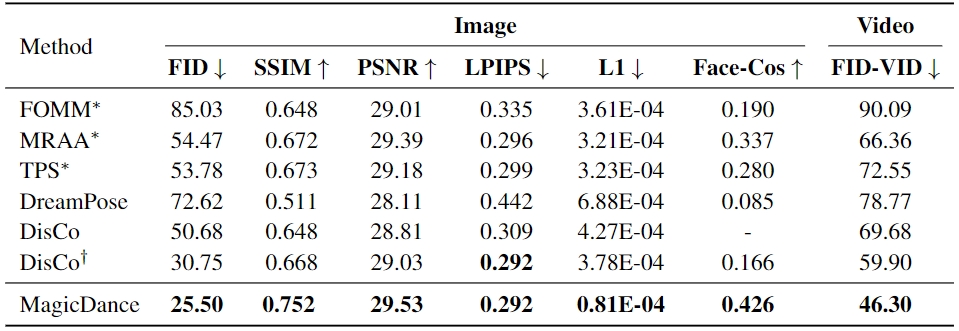 Method Image Video
FID ↓ SSIM ↑ PSNR ↑ LPIPS ↓ L1 ↓ Face-Cos ↑ FID-VID ↓
FOMM* 85.03 0.648 29.01 0.335 3.61E-04 0.190 90.09
MRAA* 54.47 0.672 29.39 0.296 3.21E-04 0.337 66.36
TPS* 53.78 0.673 29.18 0.299 3.23E-04 0.280 72.55
DreamPose 72.62 0.511 28.11 0.442 6.88E-04 0.085 78.77
DisCo 50.68 0.648 28.81 0.309 4.27E-04 - 69.68
DisCo† 30.75 0.668 29.03 0.292 3.78E-04 0.166 59.90
MagicDance 25.50 0.752 29.53 0.292 0.81E-04 0.426 46.30